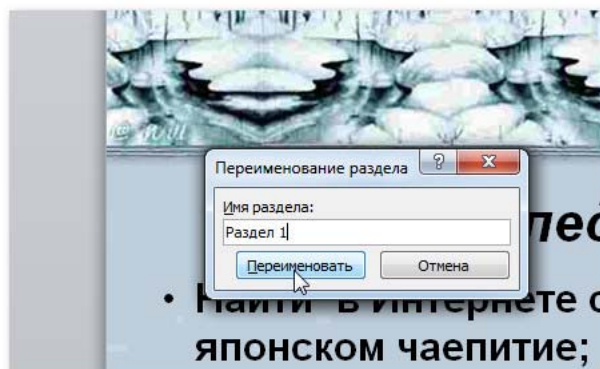 Переименование раздела
Имя раздела:
Раздел 1
Переименовать
Отмена
Найти в Интернете
японском чаепитие;